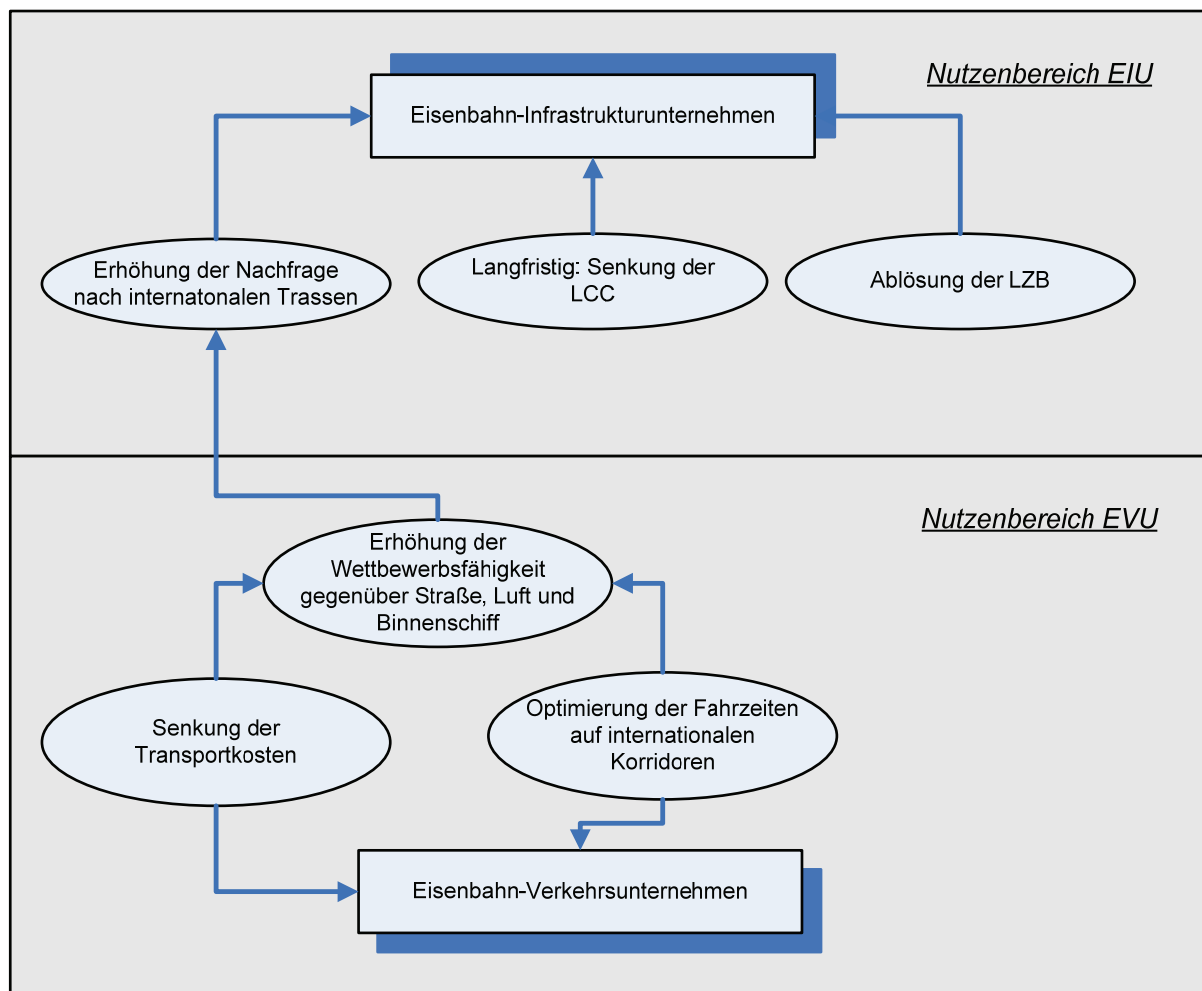 Nutzenbereich EIU
Eisenbahn-Infrastrukturunternehmen
Erhöhung der Nachfrage
nach internatonalen Trassen
Langfristig: Senkung der
LCC
Ablösung der LZB
Nutzenbereich EVU
Erhöhung der
Wettbewerbsfähigkeit
gegenüber Straße, Luft und
Binnenschiff
Senkung der
Transportkosten
Optimierung der Fahrzeiten
auf internationalen
Korridoren
Eisenbahn-Verkehrsunternehmen